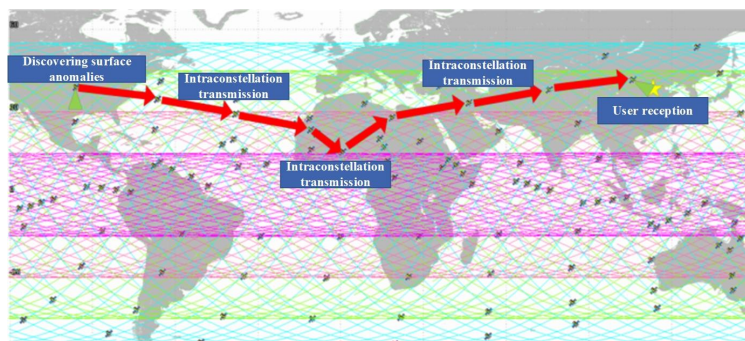 Discovering surface
anomalies
Intraconstellation
transmission
Intraconstellation
transmission
Intraconstellation
transmission
User reception